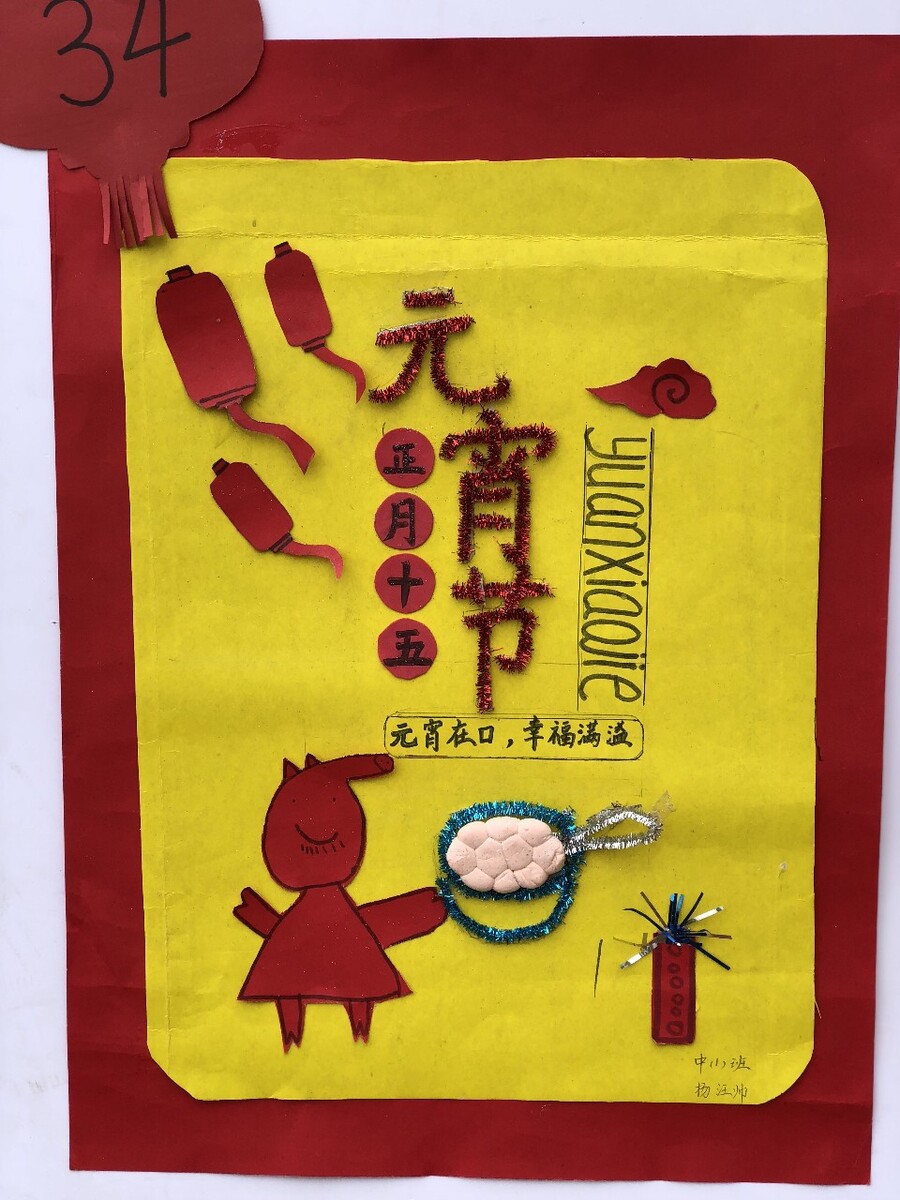 34
元宵节
正月十五
yuanxiaojie
元宵在口，幸福满溢
中小班
杨汪帅